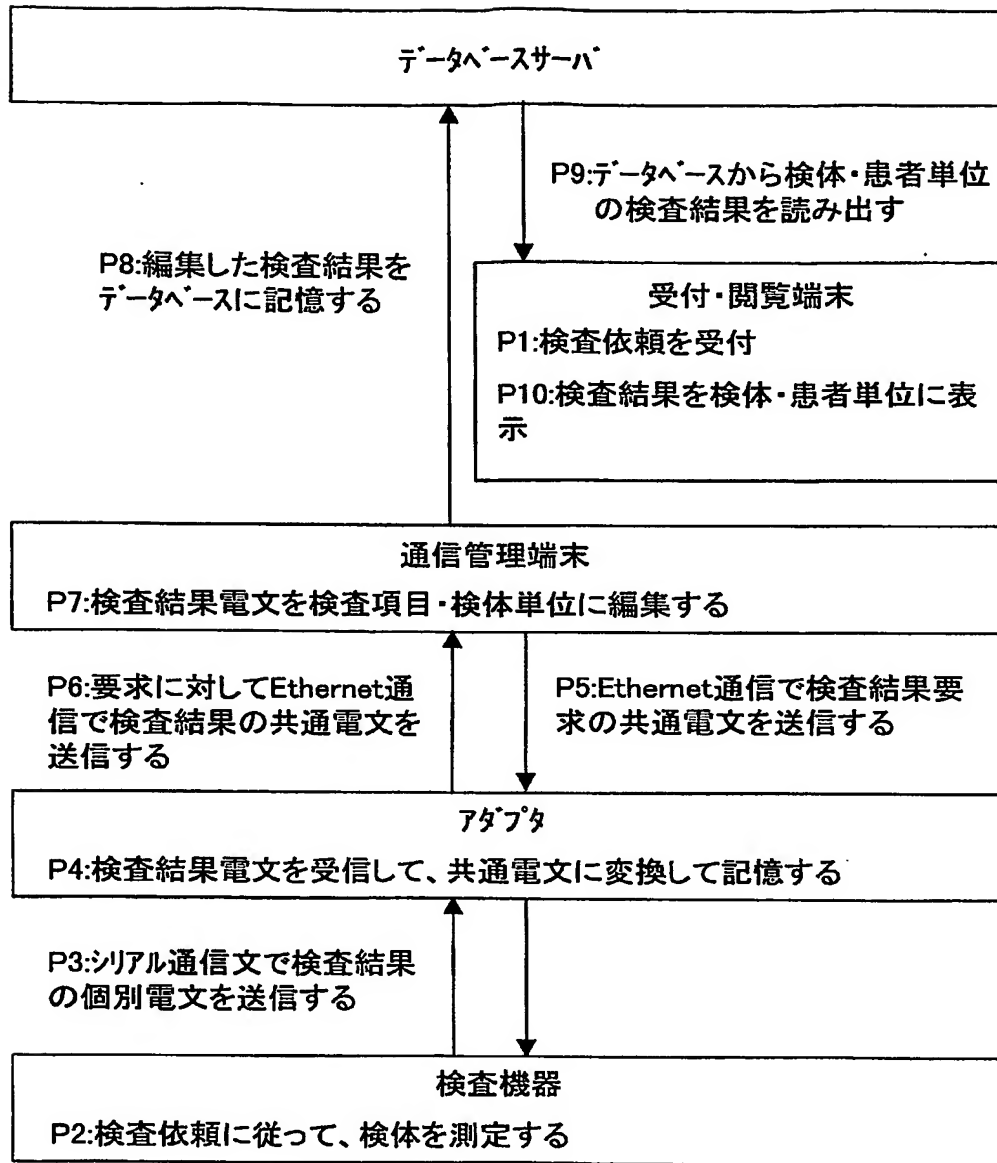 データベースサーバ
P9:データベースから検体・患者単位
の検査結果を読み出す
P8:編集した検査結果を
データベースに記憶する
受付・閲覧端末
P1:検査依頼を受付
P10:検査結果を検体・患者単位に表
示
通信管理端末
P7:検査結果電文を検査項目・検体単位に編集する
P6:要求に対してEthernet通
信で検査結果の共通電文を
送信する
P5:Ethernet通信で検査結果要
求の共通電文を送信する
アダプタ
P4:検査結果電文を受信して、共通電文に変換して記憶する
P3:シリアル通信文で検査結果
の個別電文を送信する
検査機器
P2:検査依頼に従って、検体を測定する